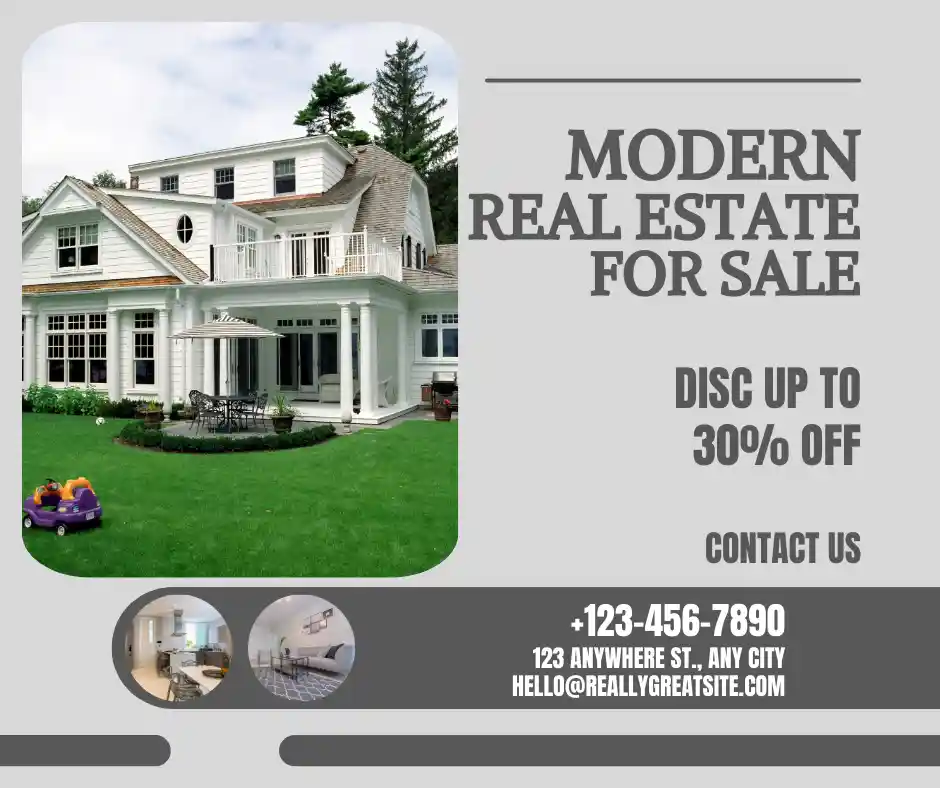 MODERN
REAL ESTATE
FOR SALE
DISC UP TO
30% OFF
CONTACT US
+123-456-7890
123 ANYWHERE ST., ANY CITY
HELLO@REALLYGREATSITE.COM